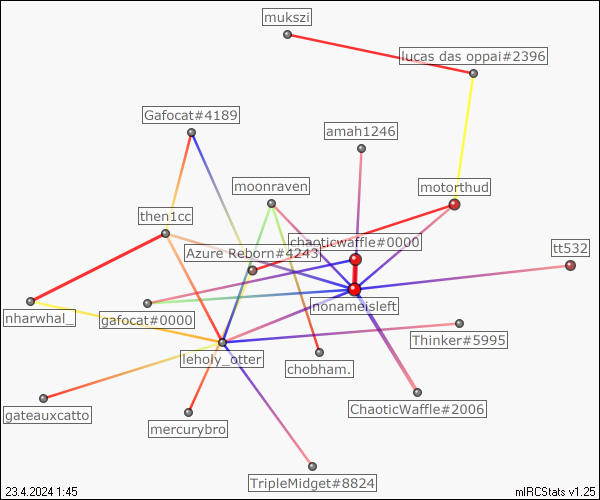 mukszi
lucas das oppai#2396
Gafocat#4189
amah1246
moonraven
motorthud
then1cc
chaoticwaffle#0000
Azure Reborn#4243
tt532
nharwhal_
gafocat#0000
nonameisleft
Thinker#5995
leholy_otter
chobham.
gateauxcatto
ChaoticWaffle#2006
mercurybro
TripleMidget#8824
23.4.2024 1:45
mIRCStats v1.25